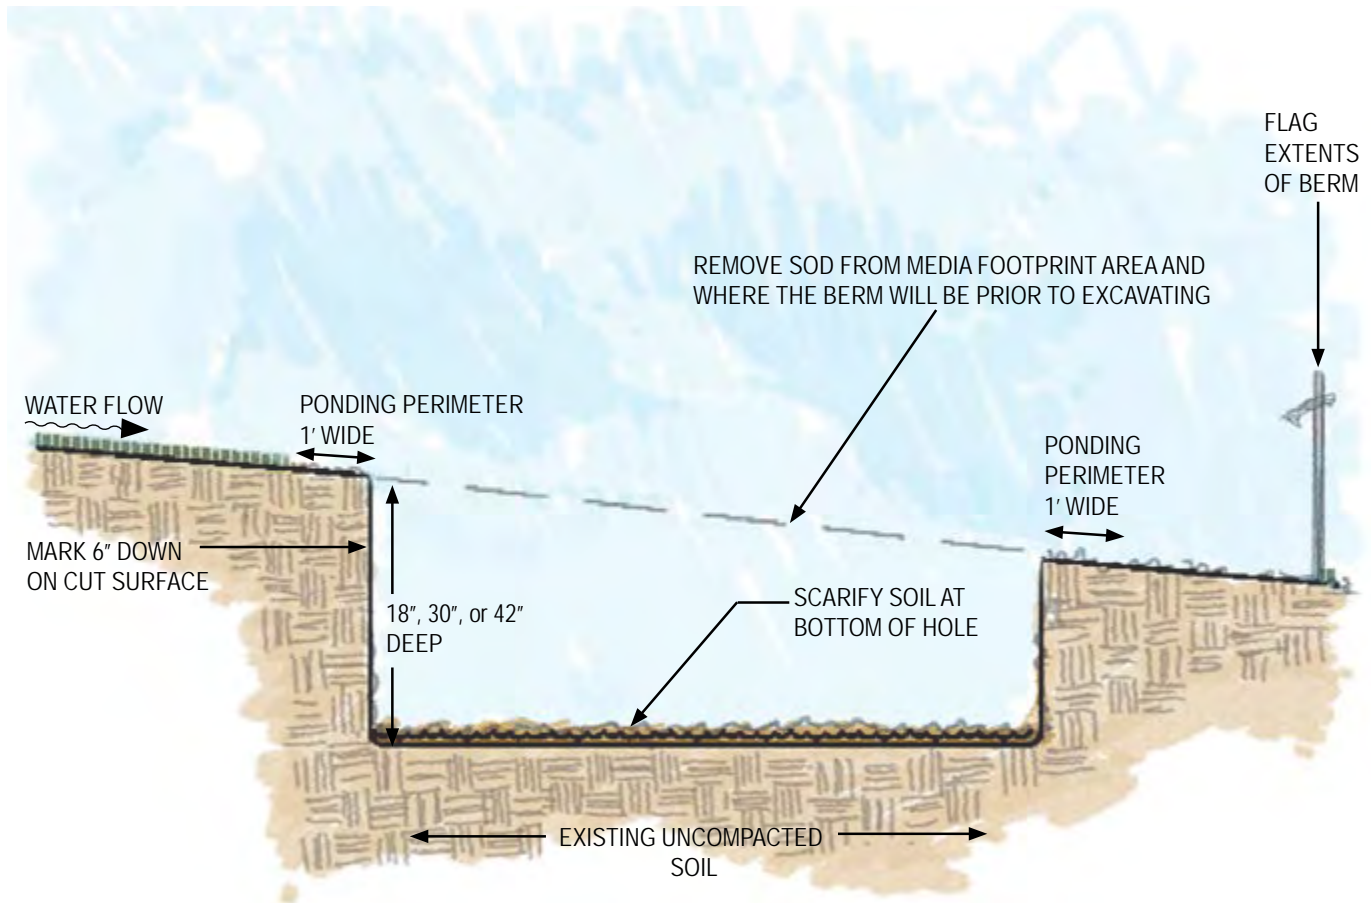 FLAG
EXTENTS
OF BERM
REMOVE SOD FROM MEDIA FOOTPRINT AREA AND
WHERE THE BERM WILL BE PRIOR TO EXCAVATING
WATER FLOW
PONDING PERIMETER
1' WIDE
PONDING
PERIMETER
1' WIDE
MARK 6" DOWN
ON CUT SURFACE
18", 30", or 42"
DEEP
SCARIFY SOIL AT
BOTTOM OF HOLE
EXISTING UNCOMPACTED
SOIL